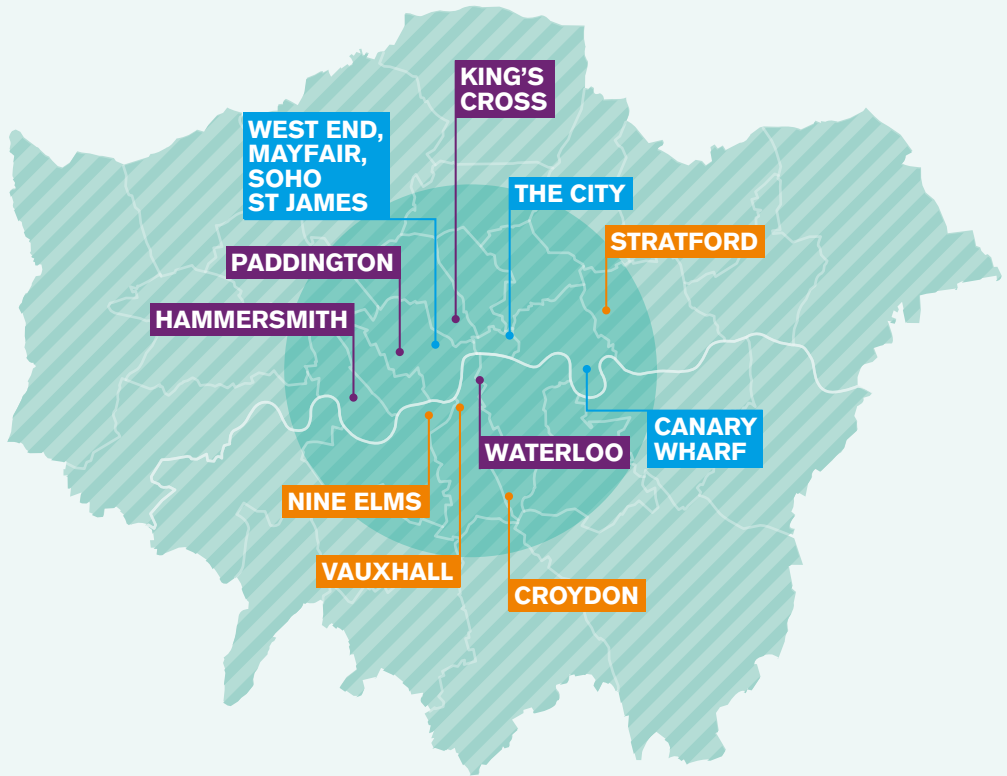 KING'S
CROSS
WEST END,
MAYFAIR,
SOHO
ST JAMES
THE CITY
STRATFORD
PADDINGTON
HAMMERSMITH
CANARY
WHARF
WATERLOO
NINE ELMS
VAUXHALL
CROYDON